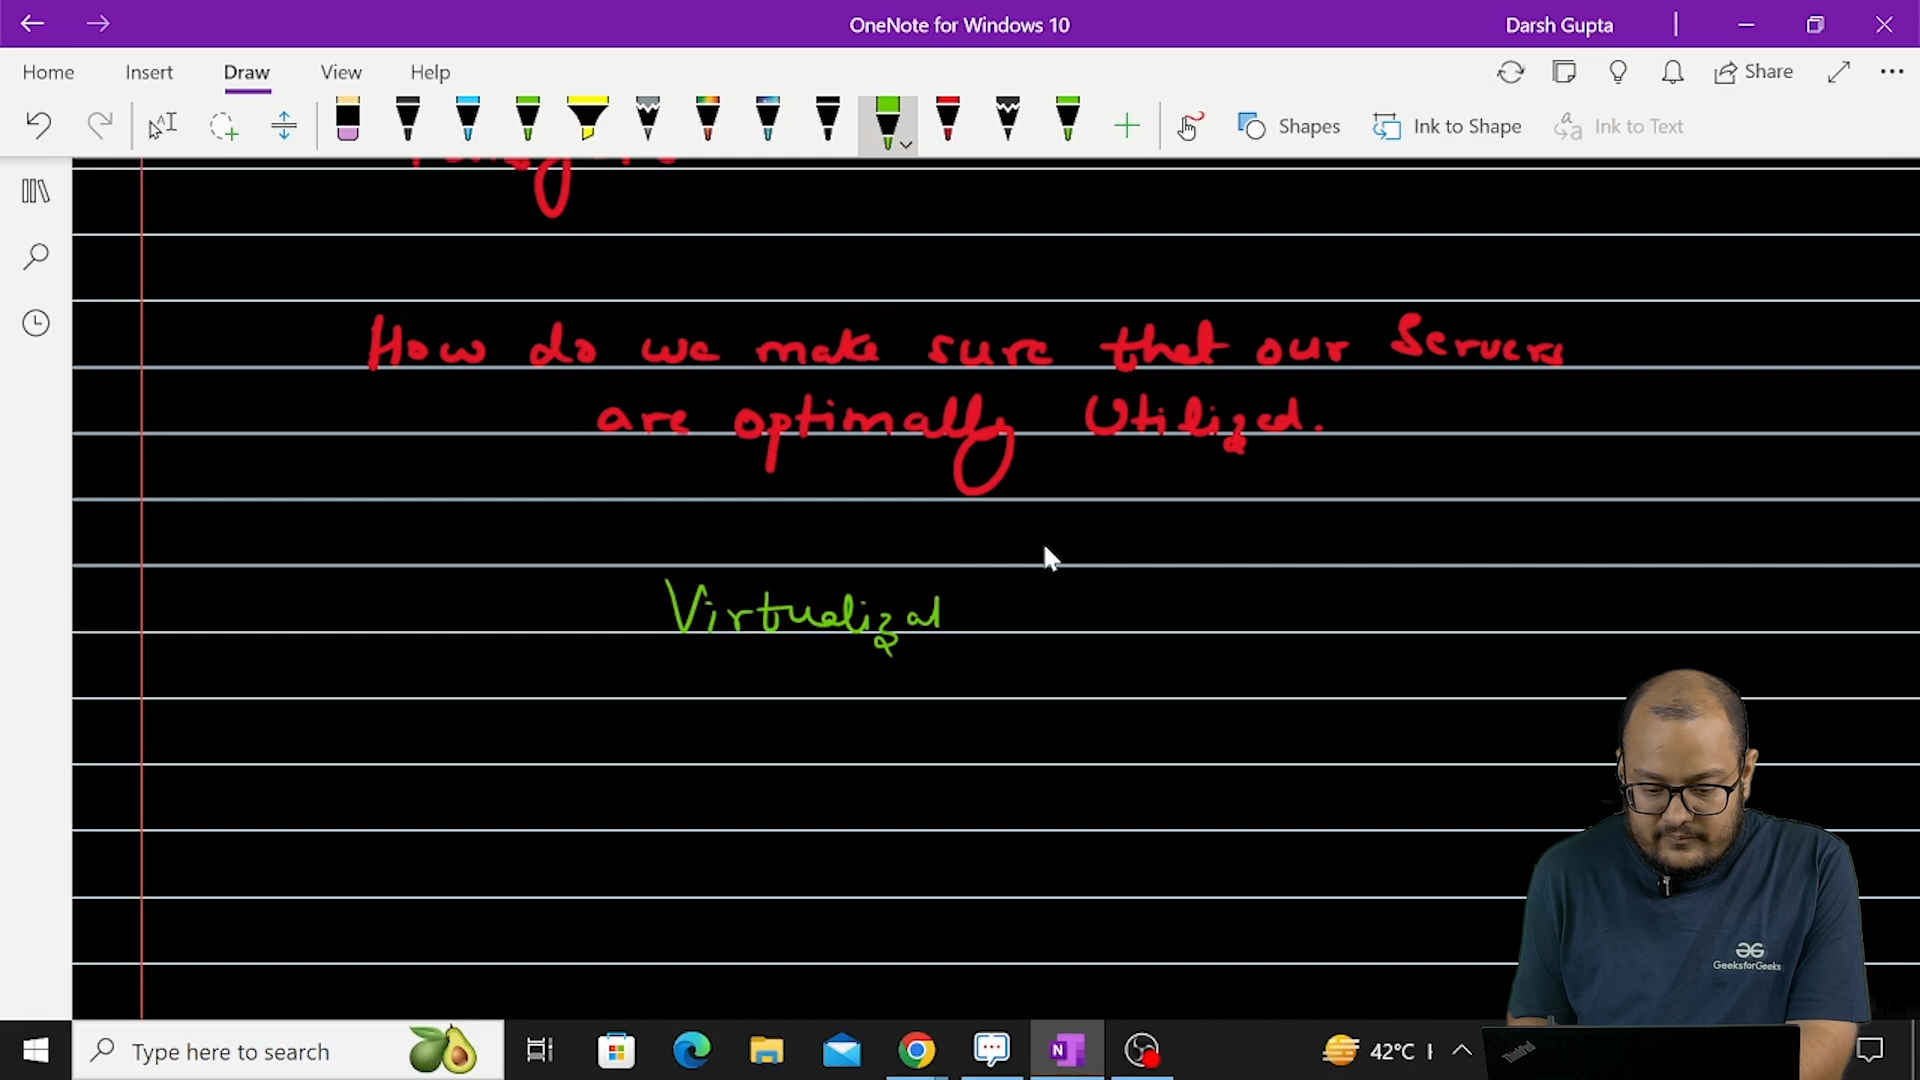 OneNote for Windows 10
Darsh Gupta
Home Insert Draw View Help
Share
Shapes
Ink to Shape
Ink to Text
How do we make sure that our Servers
are optimally Utilized.
Virtualizat
GeeksforGeeks
ThinkPad
Type here to search
42°C